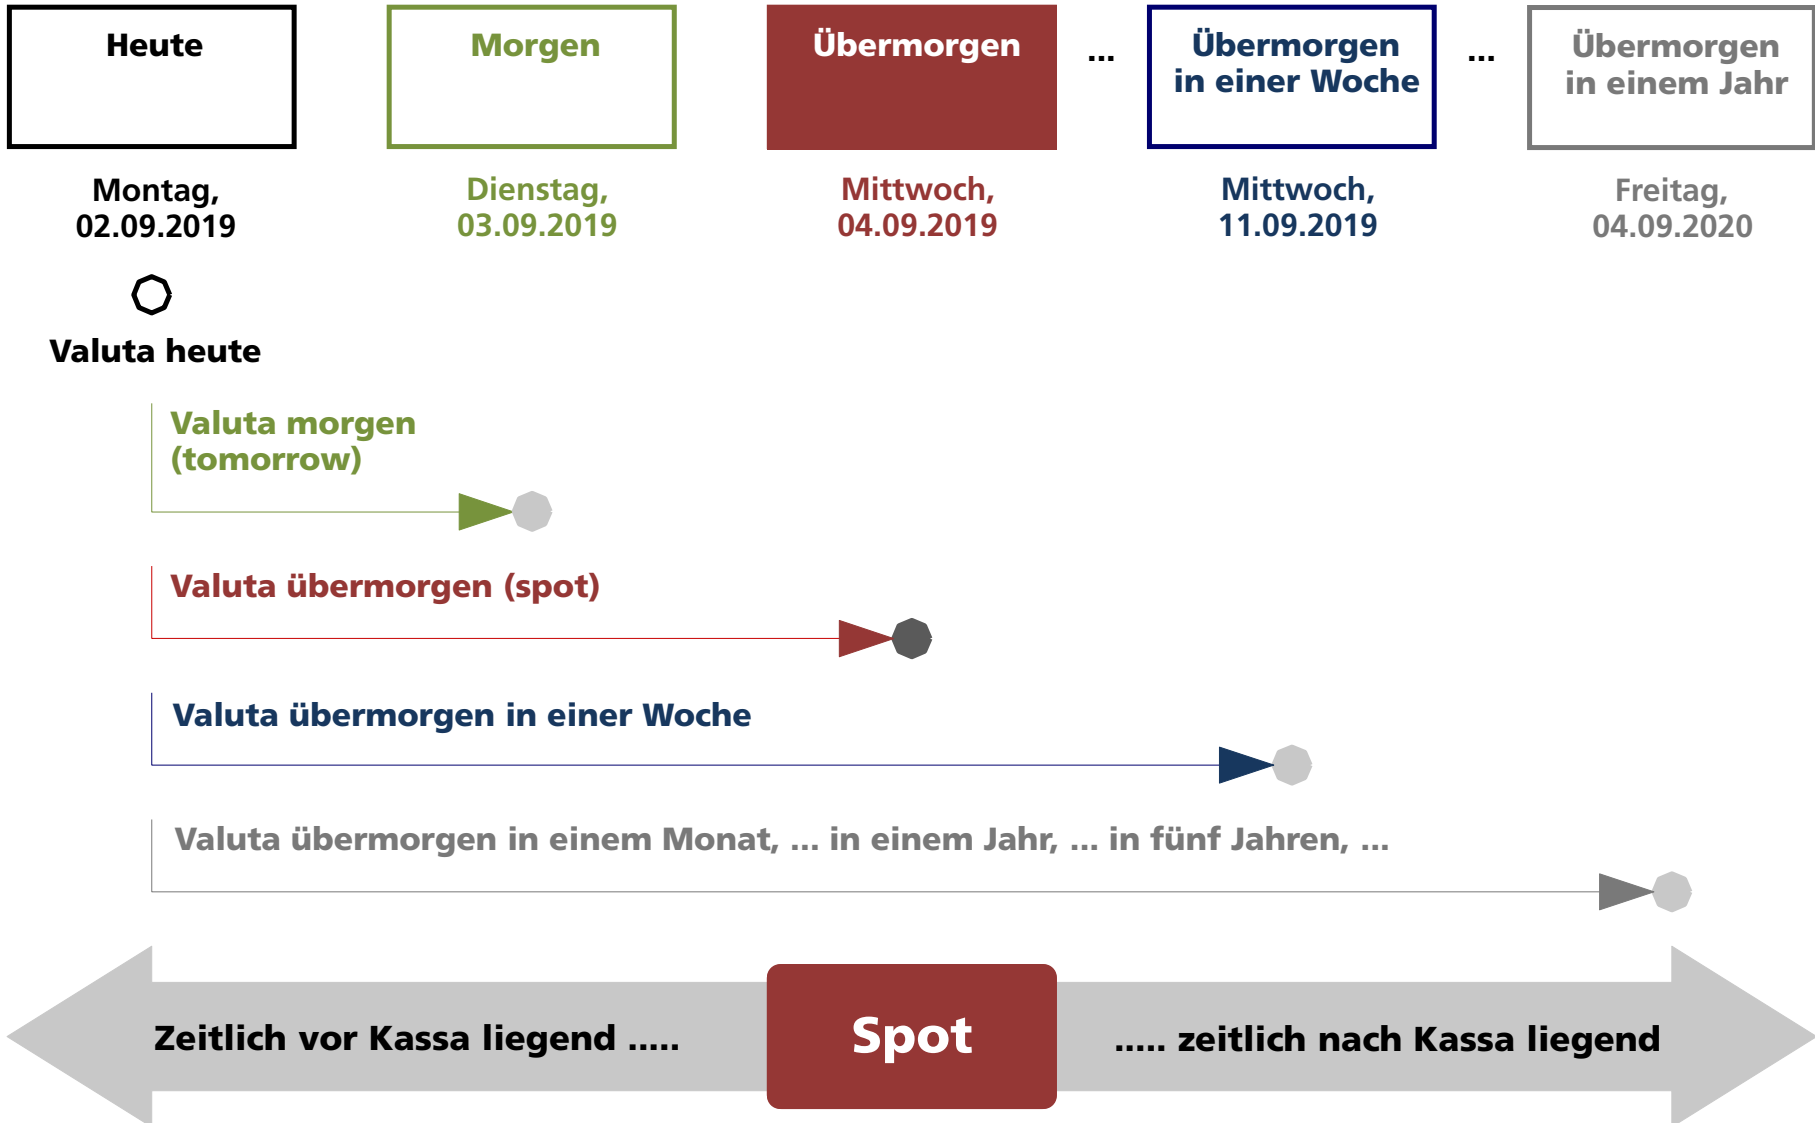 Heute
Morgen
Übermorgen
...
Übermorgen
in einer Woche
...
Übermorgen
in einem Jahr
Montag,
02.09.2019
Dienstag,
03.09.2019
Mittwoch,
04.09.2019
Mittwoch,
11.09.2019
Freitag,
04.09.2020
Valuta heute
Valuta morgen
(tomorrow)
Valuta übermorgen (spot)
Valuta übermorgen in einer Woche
Valuta übermorgen in einem Monat, ... in einem Jahr, ... in fünf Jahren, ...
Zeitlich vor Kassa liegend .....
Spot
..... zeitlich nach Kassa liegend